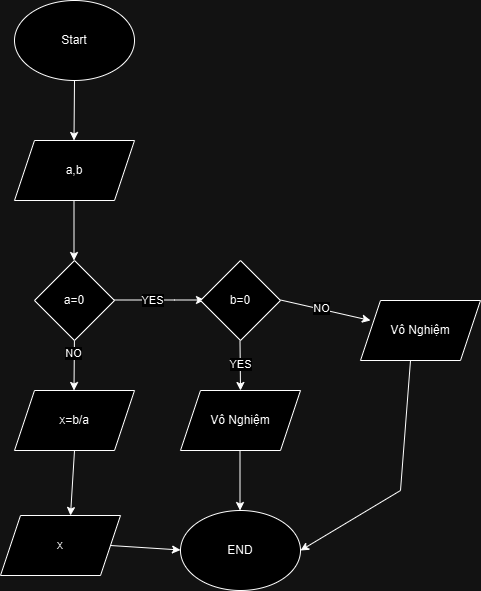 Start
a,b
a=0
YES
b=0
NO
Vô Nghiệm
NO
YES
x=b/a
Vô Nghiệm
x
END